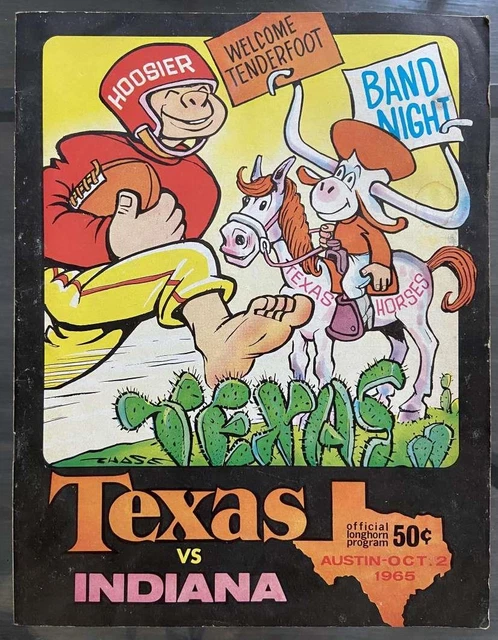 HOOSIER
WELCOME
TENDERFOOT
BAND
NIGHT
TEXAS
HORSES
TEXAS
CHASE
Texas
official
longhorn
program
50¢
VS
INDIANA
AUSTIN-OCT. 2
1965